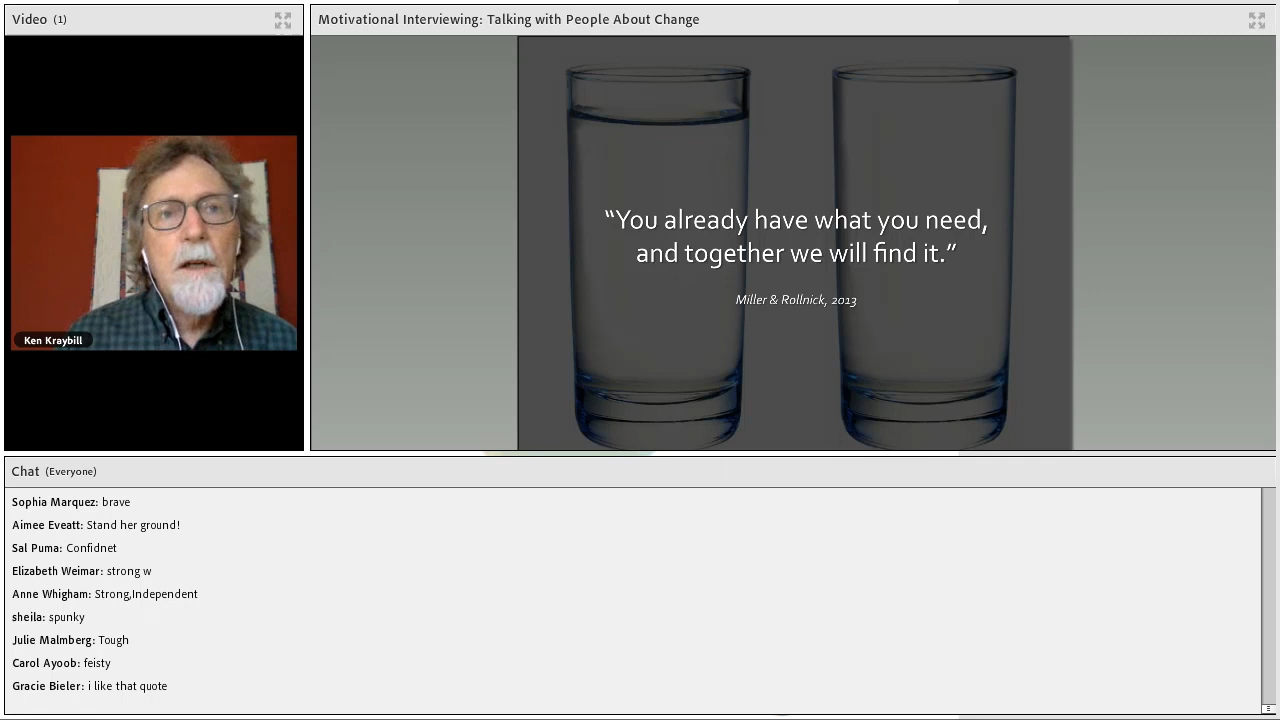 Video (1)
Motivational Interviewing: Talking with People About Change
Ken Kraybill
“You already have what you need,
and together we will find it.”
Miller & Rollnick, 2013
Chat (Everyone)
Sophia Marquez: brave
Aimee Eveatt: Stand her ground!
Sal Puma: Confidnet
Elizabeth Weimar: strong w
Anne Whigham: Strong,Independent
sheila: spunky
Julie Malmberg: Tough
Carol Ayoob: feisty
Gracie Bieler: i like that quote